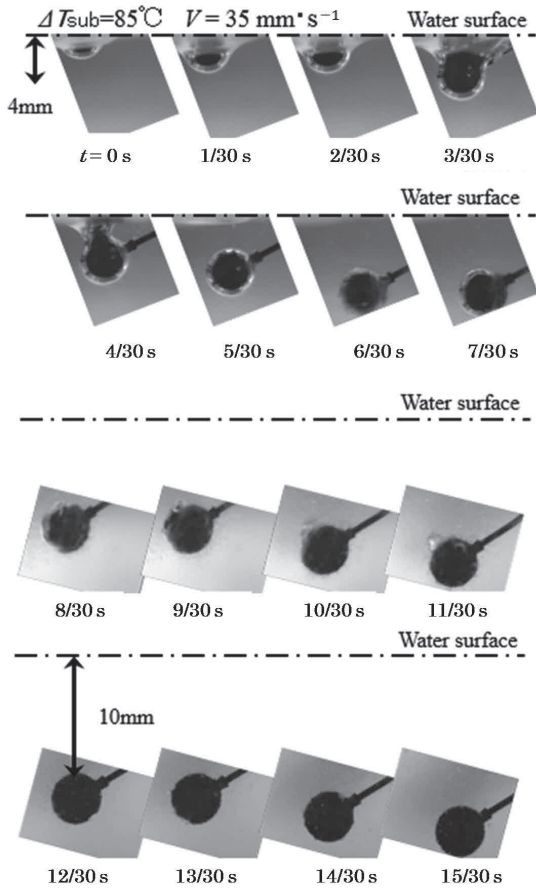 ΔTsub=85℃ V = 35 mm·s⁻¹ Water surface
4mm
t = 0 s 1/30 s 2/30 s 3/30 s
Water surface
4/30 s 5/30 s 6/30 s 7/30 s
Water surface
8/30 s 9/30 s 10/30 s 11/30 s
Water surface
10mm
12/30 s 13/30 s 14/30 s 15/30 s